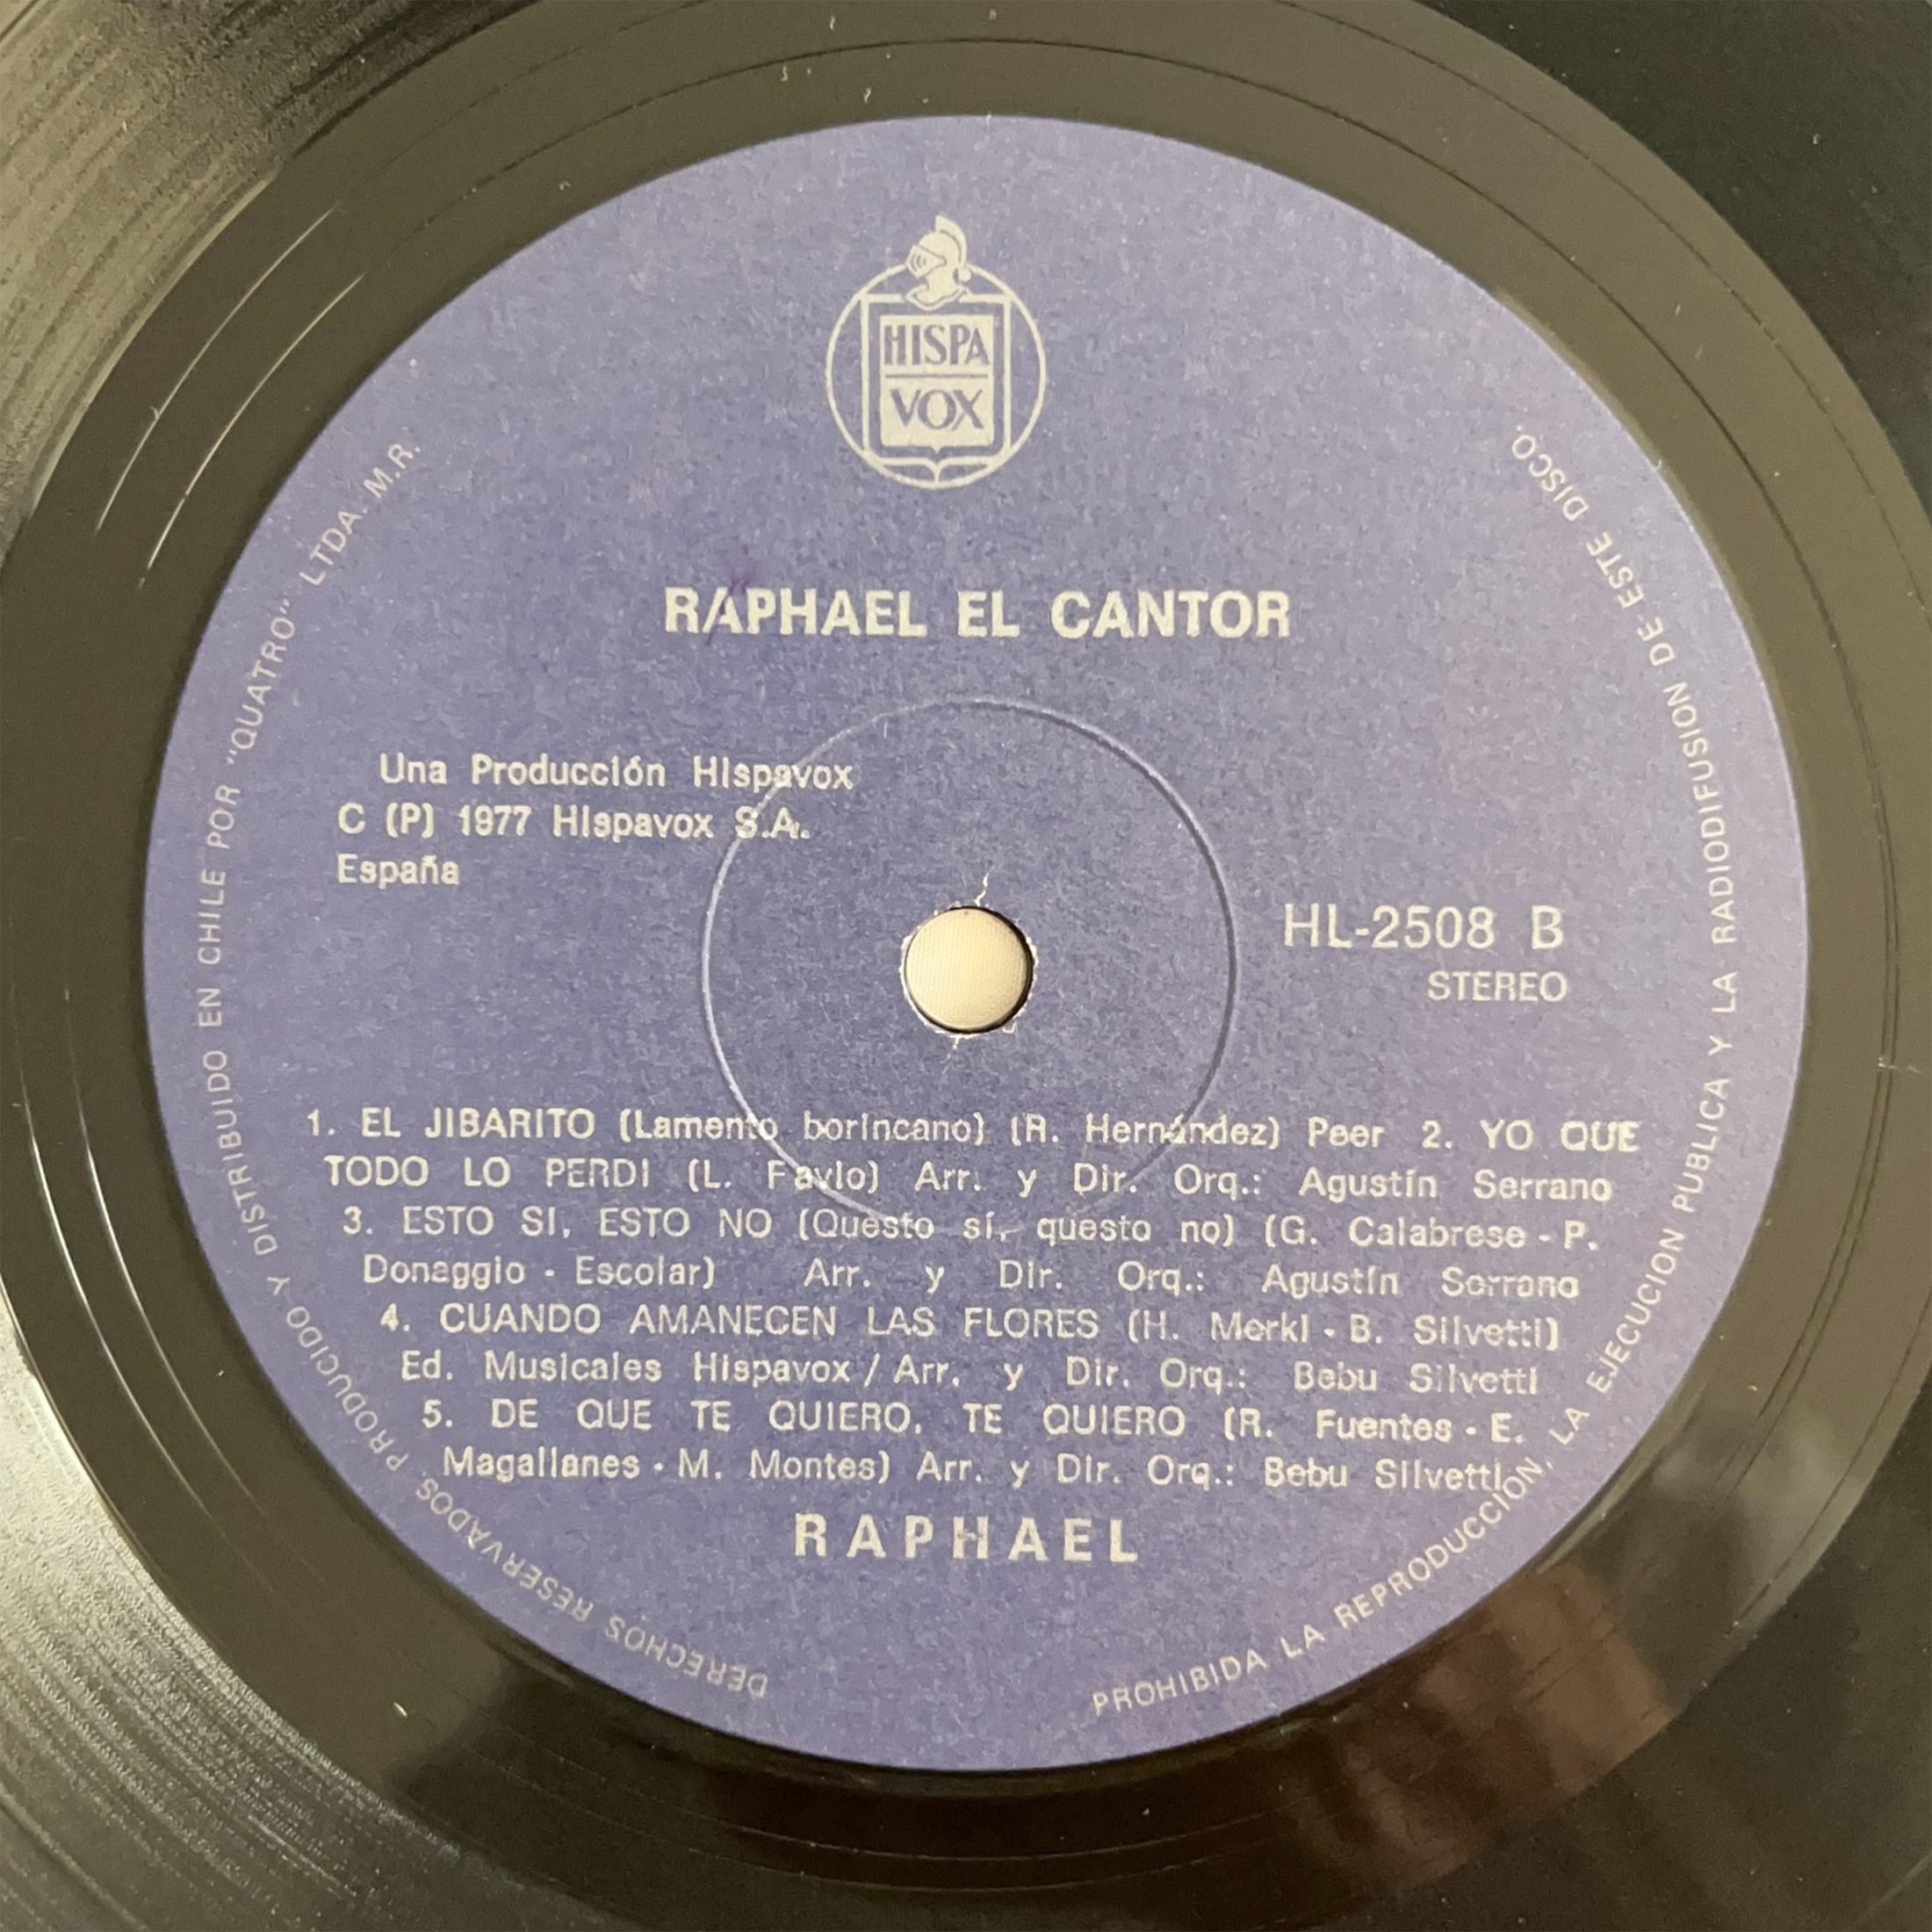 HISPA
VOX
RAPHAEL EL CANTOR
Una Producción Hispavox
C (P) 1977 Hispavox S.A.
España
HL-2508 B
STEREO
1. EL JIBARITO (Lamento borincano) (R. Hernández) Peer 2. YO QUE
TODO LO PERDI (L. Favio) Arr. y Dir. Orq.: Agustín Serrano
3. ESTO SI, ESTO NO (Questo sí, questo no) (G. Calabrese - P.
Donaggio - Escolar) Arr. y Dir. Orq.: Agustín Serrano
4. CUANDO AMANECEN LAS FLORES (H. Merkl - B. Silvetti)
Ed. Musicales Hispavox / Arr. y Dir. Orq.: Bebu Silvetti
5. DE QUE TE QUIERO, TE QUIERO (R. Fuentes - E.
Magallanes - M. Montes) Arr. y Dir. Orq.: Bebu Silvetti
RAPHAEL
DERECHOS RESERVADOS. PRODUCIDO Y DISTRIBUIDO EN CHILE POR "QUATRO" LTDA. M.R.
PROHIBIDA LA REPRODUCCION, LA EJECUCION PUBLICA Y LA RADIODIFUSION DE ESTE DISCO.